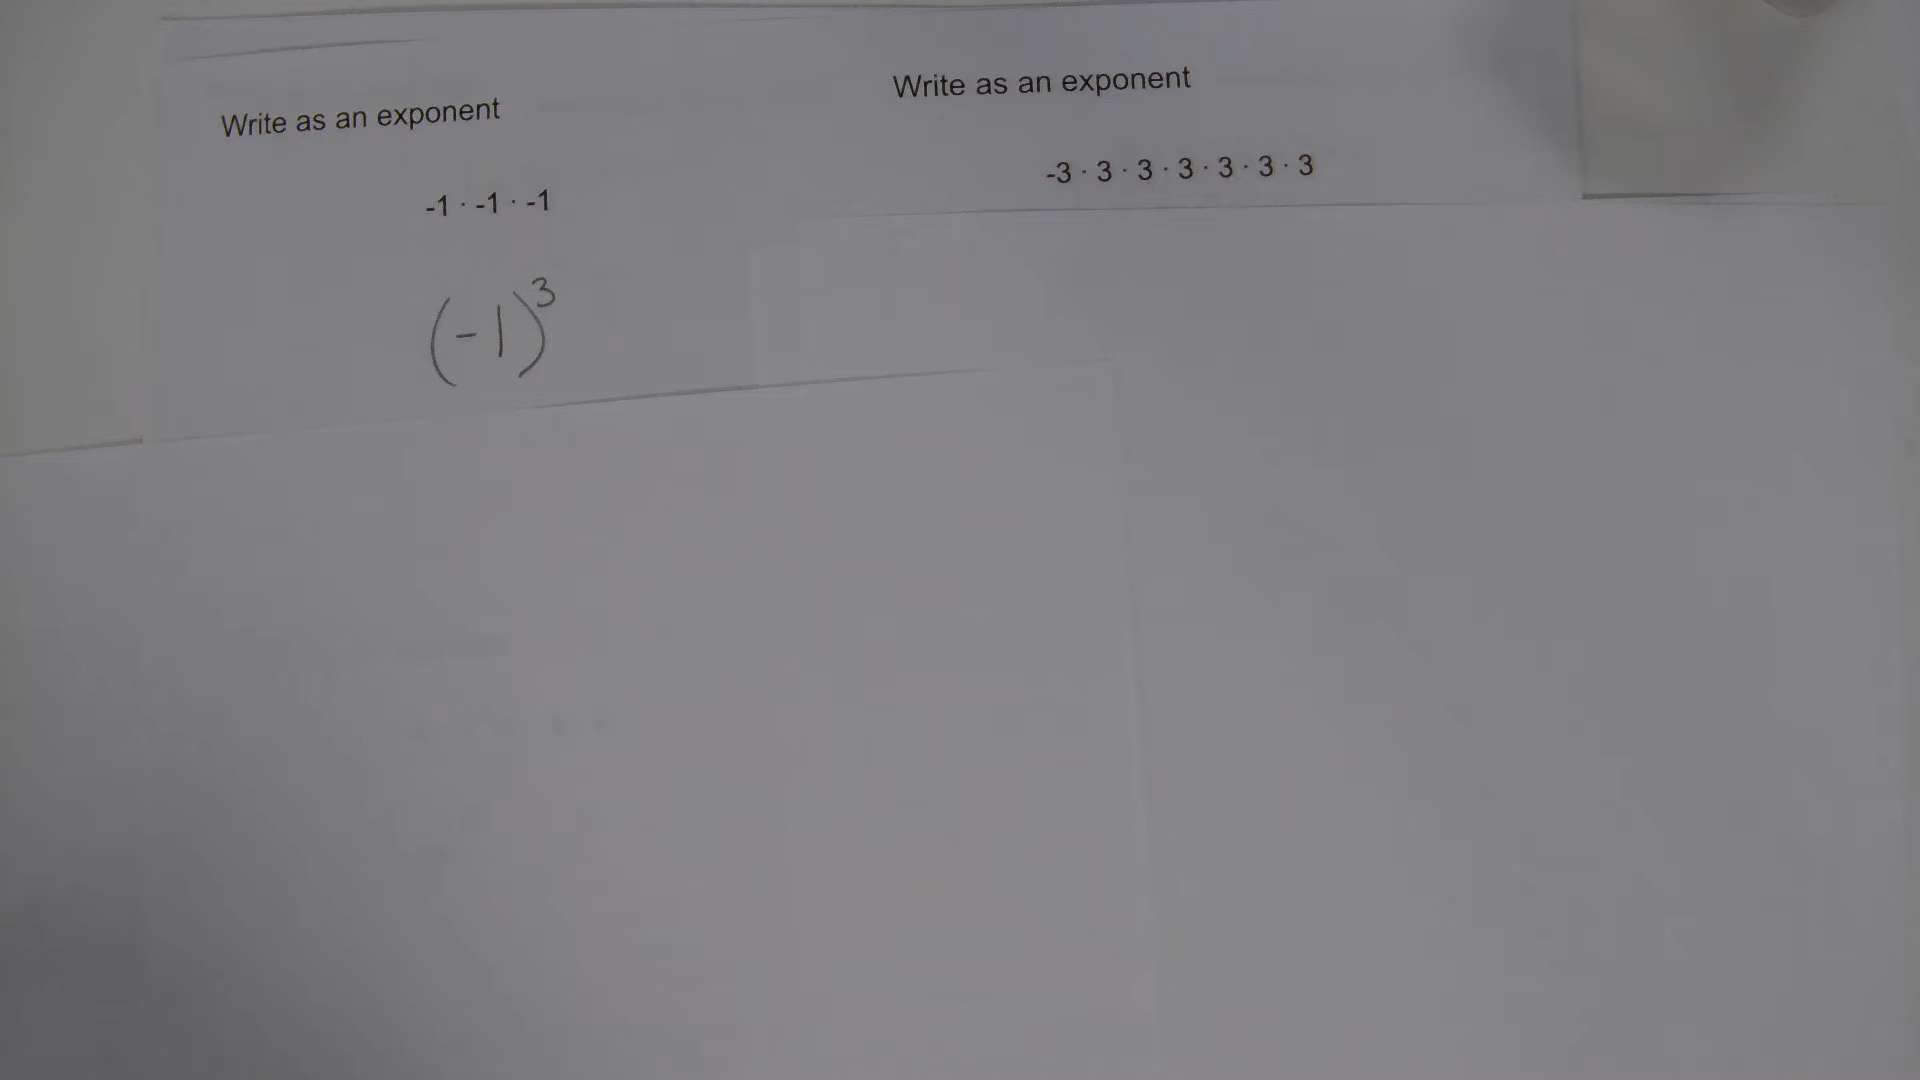 Write as an exponent
-1 · -1 · -1
(-1)³
Write as an exponent
-3 · 3 · 3 · 3 · 3 · 3 · 3